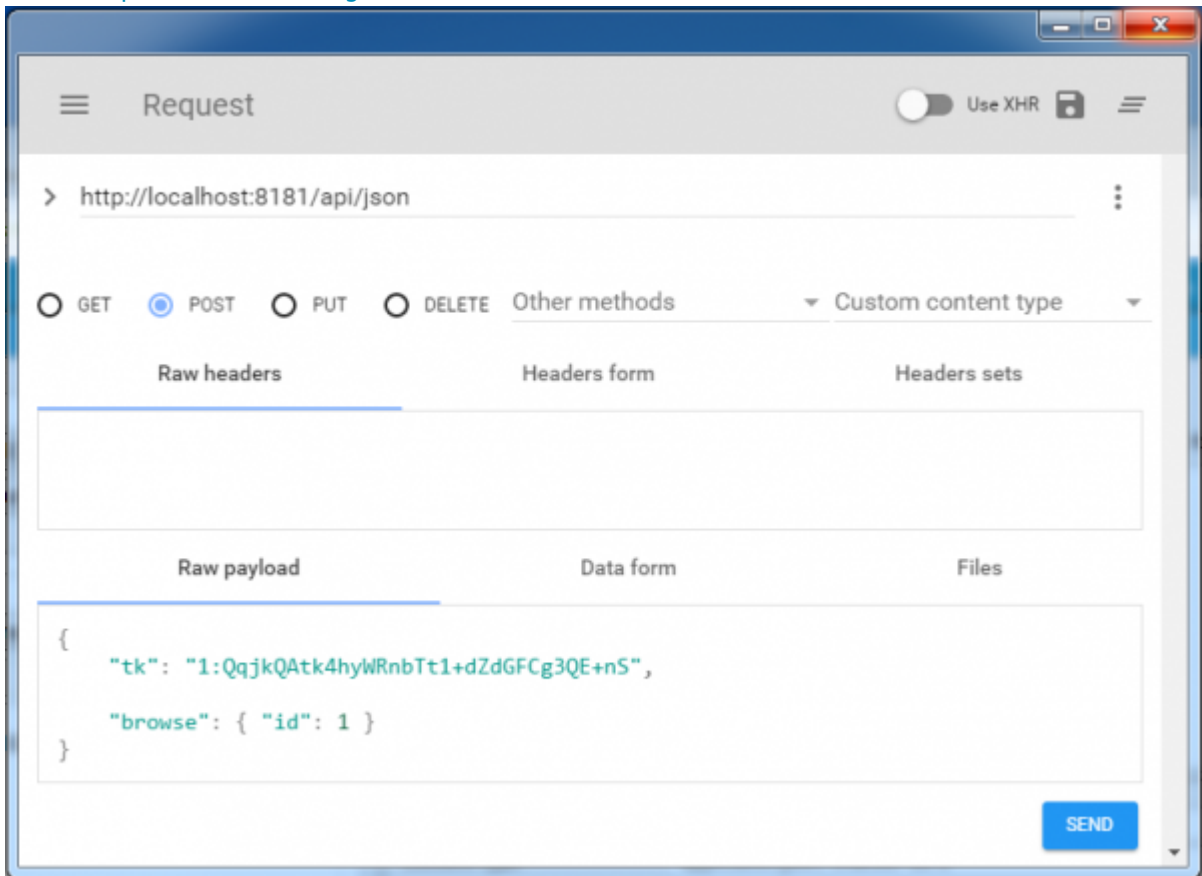 Request
Use XHR
http://localhost:8181/api/json
GET POST PUT DELETE Other methods Custom content type
Raw headers Headers form Headers sets
Raw payload Data form Files
{
"tk": "1:QqjkQAtk4hyWRnbTt1+dZdGFCg3QE+nS",
"browse": { "id": 1 }
}
SEND